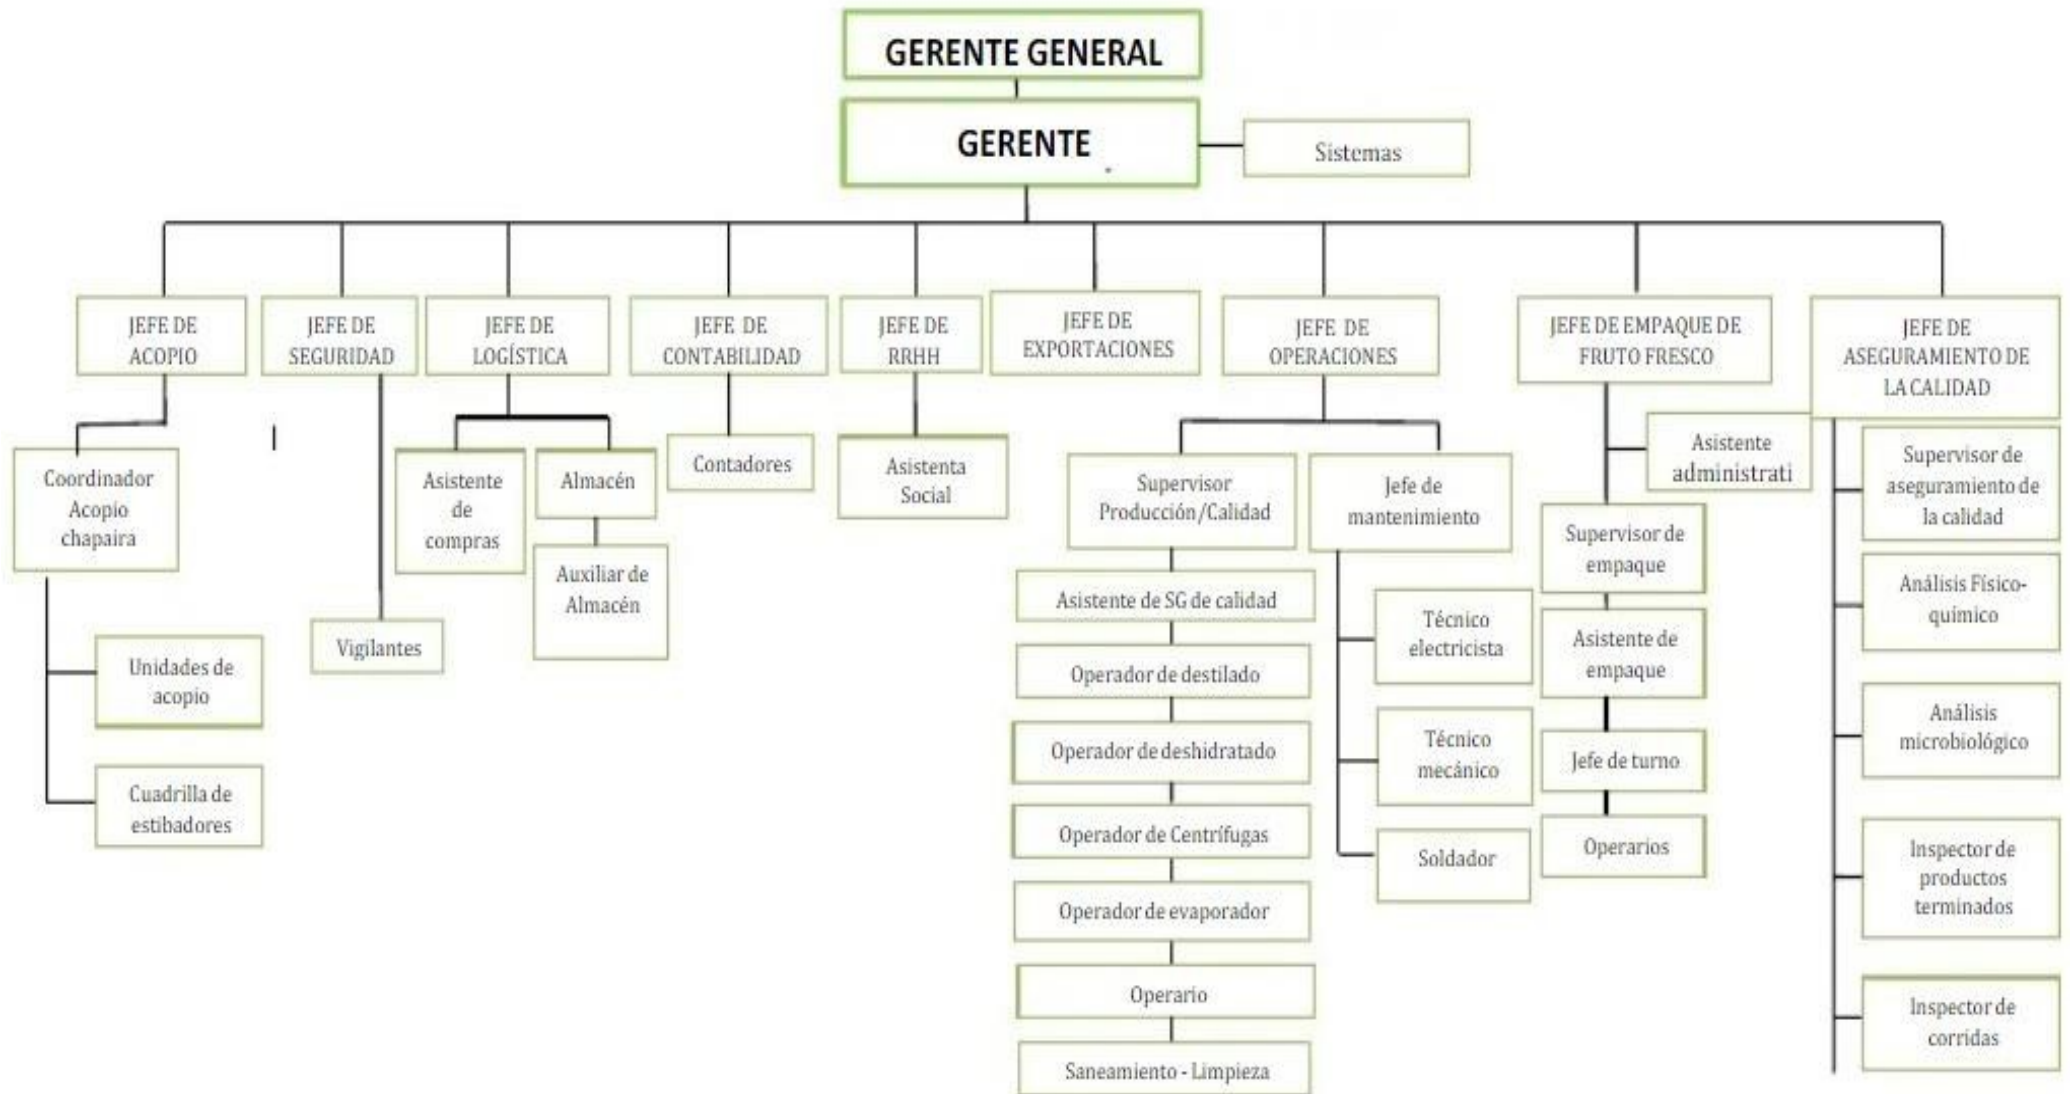 GERENTE GENERAL
GERENTE
Sistemas
JEFE DE
ACOPIO
JEFE DE
SEGURIDAD
JEFE DE
LOGÍSTICA
JEFE DE
CONTABILIDAD
JEFE DE
RRHH
JEFE DE
EXPORTACIONES
JEFE DE
OPERACIONES
JEFE DE EMPAQUE DE
FRUTO FRESCO
JEFE DE
ASEGURAMIENTO DE
LA CALIDAD
Coordinador
Acopio
chapaira
Unidades de
acopio
Cuadrilla de
estibadores
Vigilantes
Asistente
de
compras
Almacén
Auxiliar de
Almacén
Contadores
Asistenta
Social
Supervisor
Producción/Calidad
Asistente de SG de calidad
Operador de destilado
Operador de deshidratado
Operador de Centrífugas
Operador de evaporador
Operario
Saneamiento - Limpieza
Jefe de
mantenimiento
Técnico
electricista
Técnico
mecánico
Soldador
Asistente
administrati
Supervisor de
empaque
Asistente de
empaque
Jefe de turno
Operarios
Supervisor de
aseguramiento de
la calidad
Análisis Físico-
químico
Análisis
microbiológico
Inspector de
productos
terminados
Inspector de
corridas